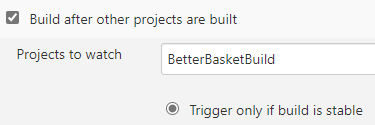 Build after other projects are built
Projects to watch
BetterBasketBuild
Trigger only if build is stable